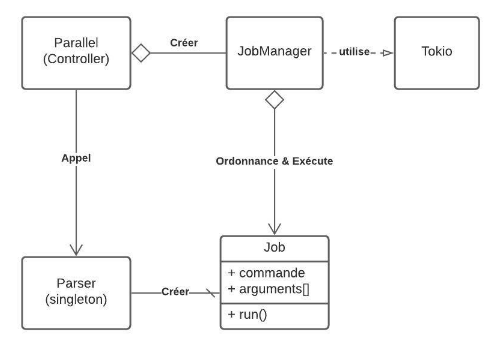 Parallel
(Controller)
Créer
JobManager
utilise
Tokio
Appel
Ordonnance & Exécute
Parser
(singleton)
Créer
Job
+ commande
+ arguments[]
+ run()